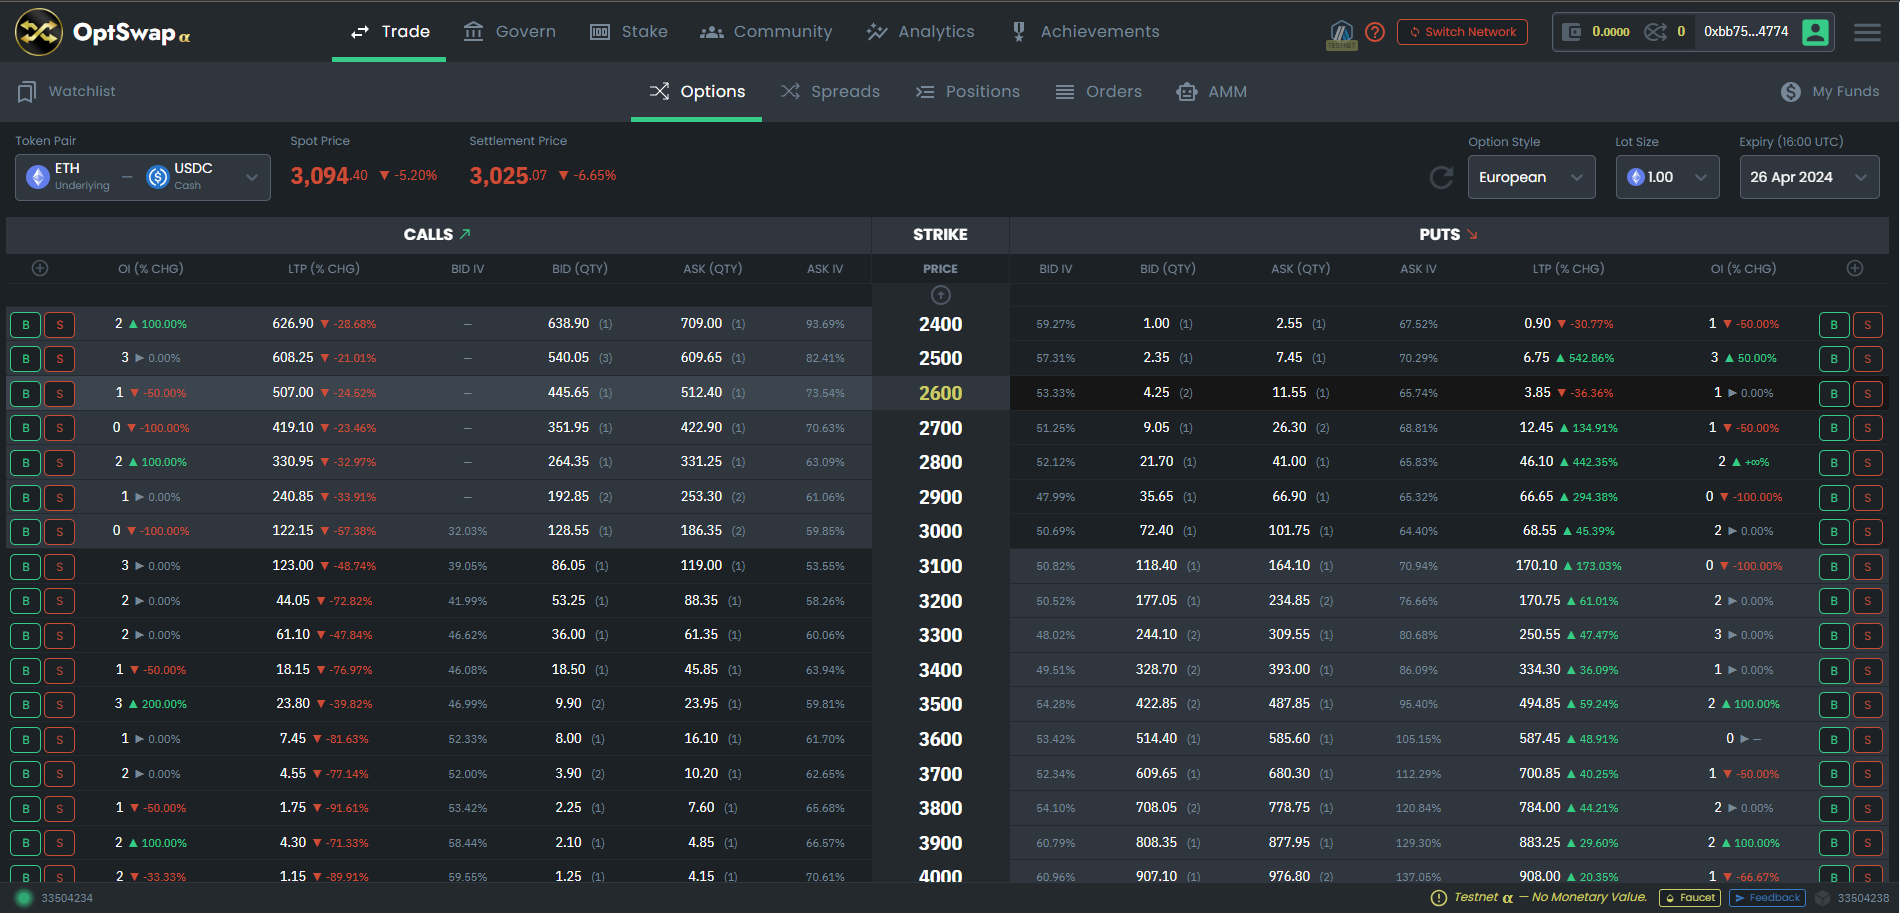 OptSwap α Trade Govern Stake Community Analytics Achievements TESTNET ? Switch Network 0.0000 0 0xbb75...4774
Watchlist Options Spreads Positions Orders AMM My Funds
Token Pair Spot Price Settlement Price Option Style Lot Size Expiry (16:00 UTC)
ETH Underlying — USDC Cash 3,094.40 ▼ -5.20% 3,025.07 ▼ -6.65% European 1.00 26 Apr 2024
CALLS STRIKE PUTS
OI (% CHG) LTP (% CHG) BID IV BID (QTY) ASK (QTY) ASK IV PRICE BID IV BID (QTY) ASK (QTY) ASK IV LTP (% CHG) OI (% CHG)
B S 2 ▲ 100.00% 626.90 ▼ -28.68% — 638.90 (1) 709.00 (1) 93.69% 2400 59.27% 1.00 (1) 2.55 (1) 67.52% 0.90 ▼ -30.77% 1 ▼ -50.00% B S
B S 3 ▶ 0.00% 608.25 ▼ -21.01% — 540.05 (3) 609.65 (1) 82.41% 2500 57.31% 2.35 (1) 7.45 (1) 70.29% 6.75 ▲ 542.86% 3 ▲ 50.00% B S
B S 1 ▼ -50.00% 507.00 ▼ -24.52% — 445.65 (1) 512.40 (1) 73.54% 2600 53.33% 4.25 (2) 11.55 (1) 65.74% 3.85 ▼ -36.36% 1 ▶ 0.00% B S
B S 0 ▼ -100.00% 419.10 ▼ -23.46% — 351.95 (1) 422.90 (1) 70.63% 2700 51.25% 9.05 (1) 26.30 (2) 68.81% 12.45 ▲ 134.91% 1 ▼ -50.00% B S
B S 2 ▲ 100.00% 330.95 ▼ -32.97% — 264.35 (1) 331.25 (1) 63.09% 2800 52.12% 21.70 (1) 41.00 (1) 65.83% 46.10 ▲ 442.35% 2 ▲ +∞% B S
B S 1 ▶ 0.00% 240.85 ▼ -33.91% — 192.85 (2) 253.30 (2) 61.06% 2900 47.99% 35.65 (1) 66.90 (1) 65.32% 66.65 ▲ 294.38% 0 ▼ -100.00% B S
B S 0 ▼ -100.00% 122.15 ▼ -57.38% 32.03% 128.55 (1) 186.35 (2) 59.85% 3000 50.69% 72.40 (1) 101.75 (1) 64.40% 68.55 ▲ 45.39% 2 ▶ 0.00% B S
B S 3 ▶ 0.00% 123.00 ▼ -48.74% 39.05% 86.05 (1) 119.00 (1) 53.55% 3100 50.82% 118.40 (1) 164.10 (1) 70.94% 170.10 ▲ 173.03% 0 ▼ -100.00% B S
B S 2 ▶ 0.00% 44.05 ▼ -72.82% 41.99% 53.25 (1) 88.35 (1) 58.26% 3200 50.52% 177.05 (1) 234.85 (2) 76.66% 170.75 ▲ 61.01% 2 ▶ 0.00% B S
B S 2 ▶ 0.00% 61.10 ▼ -47.84% 46.62% 36.00 (1) 61.35 (1) 60.06% 3300 48.02% 244.10 (2) 309.55 (1) 80.68% 250.55 ▲ 47.47% 3 ▶ 0.00% B S
B S 1 ▼ -50.00% 18.15 ▼ -76.97% 46.08% 18.50 (1) 45.85 (1) 63.94% 3400 49.51% 328.70 (2) 393.00 (1) 86.09% 334.30 ▲ 36.09% 1 ▶ 0.00% B S
B S 3 ▲ 200.00% 23.80 ▼ -39.82% 46.99% 9.90 (2) 23.95 (1) 59.81% 3500 54.28% 422.85 (2) 487.85 (1) 95.40% 494.85 ▲ 59.24% 2 ▲ 100.00% B S
B S 1 ▶ 0.00% 7.45 ▼ -81.63% 52.33% 8.00 (1) 16.10 (1) 61.70% 3600 53.42% 514.40 (1) 585.60 (1) 105.15% 587.45 ▲ 48.91% 0 ▶ — B S
B S 2 ▶ 0.00% 4.55 ▼ -77.14% 52.00% 3.90 (2) 10.20 (1) 62.65% 3700 52.34% 609.65 (1) 680.30 (1) 112.29% 700.85 ▲ 40.25% 1 ▼ -50.00% B S
B S 1 ▼ -50.00% 1.75 ▼ -91.61% 53.42% 2.25 (1) 7.60 (1) 65.68% 3800 54.10% 708.05 (2) 778.75 (1) 120.84% 784.00 ▲ 44.21% 2 ▶ 0.00% B S
B S 2 ▲ 100.00% 4.30 ▼ -71.33% 58.44% 2.10 (1) 4.85 (1) 66.57% 3900 60.79% 808.35 (1) 877.95 (1) 129.30% 883.25 ▲ 29.60% 2 ▲ 100.00% B S
B S 2 ▼ -33.33% 1.15 ▼ -89.91% 59.55% 1.25 (1) 4.15 (1) 70.61% 4000 60.96% 907.10 (1) 976.80 (2) 137.05% 908.00 ▲ 20.35% 1 ▼ -66.67% B S
33504234 Testnet α — No Monetary Value. Faucet Feedback 33504238